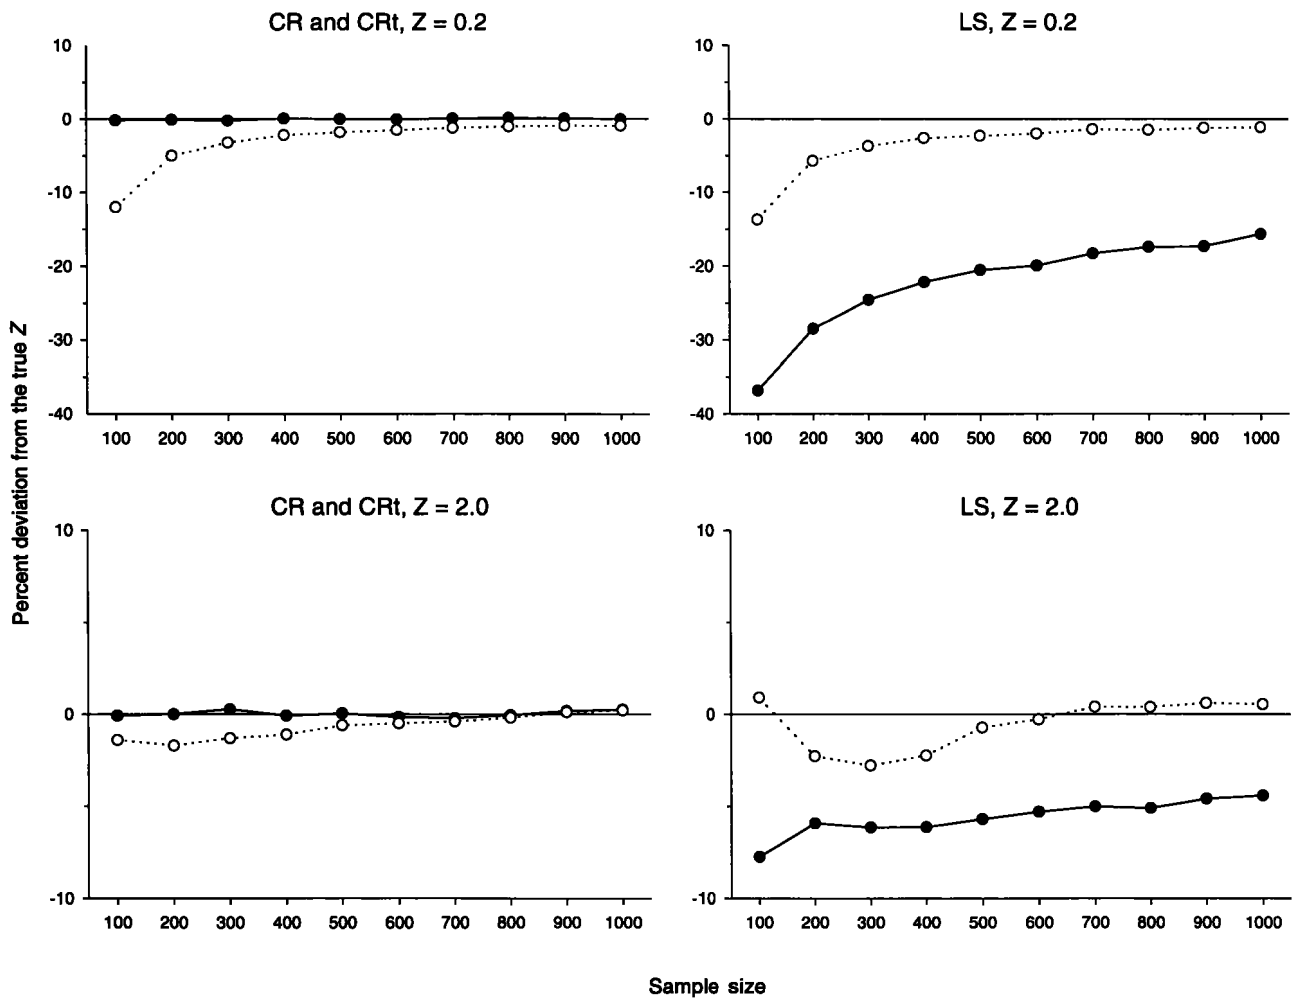 CR and CRt, Z = 0.2
10
0
-10
-20
-30
-40
100 200 300 400 500 600 700 800 900 1000
LS, Z = 0.2
10
0
-10
-20
-30
-40
100 200 300 400 500 600 700 800 900 1000
Percent deviation from the true Z
CR and CRt, Z = 2.0
10
0
-10
100 200 300 400 500 600 700 800 900 1000
LS, Z = 2.0
10
0
-10
100 200 300 400 500 600 700 800 900 1000
Sample size